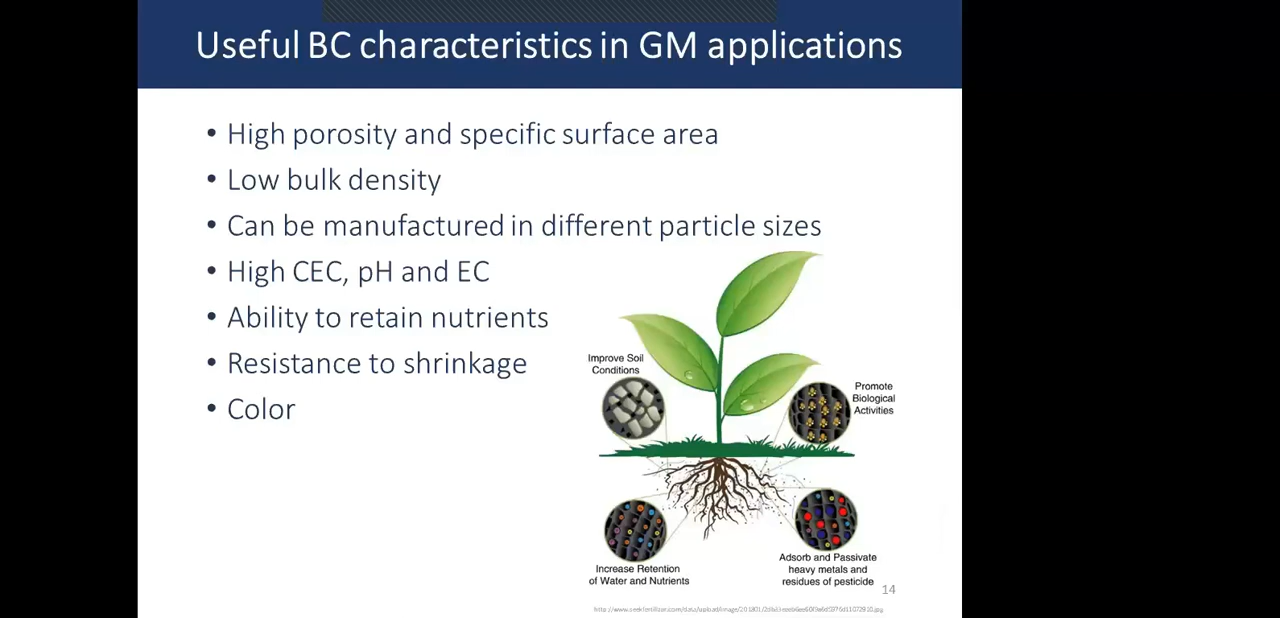 Useful BC characteristics in GM applications
• High porosity and specific surface area
• Low bulk density
• Can be manufactured in different particle sizes
• High CEC, pH and EC
• Ability to retain nutrients
• Resistance to shrinkage
• Color
Improve Soil
Conditions
Promote
Biological
Activities
Increase Retention
of Water and Nutrients
Adsorb and Passivate
heavy metals and
residues of pesticide
14